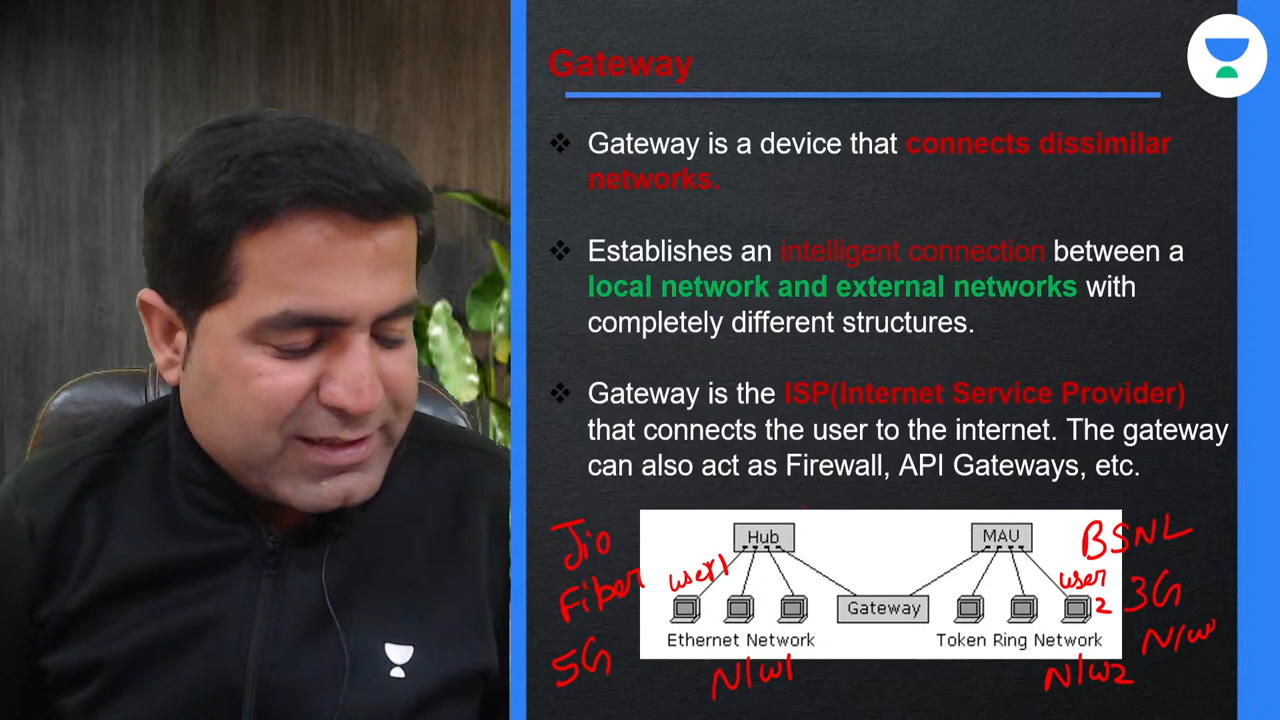 Gateway
Gateway is a device that connects dissimilar
networks.
Establishes an intelligent connection between a
local network and external networks with
completely different structures.
Gateway is the ISP(Internet Service Provider)
that connects the user to the internet. The gateway
can also act as Firewall, API Gateways, etc.
Jio
Fiber
5G
Hub
user1
Ethernet Network
N/w1
Gateway
MAU
user
2
Token Ring Network
N/w2
BSNL
3G
N/w